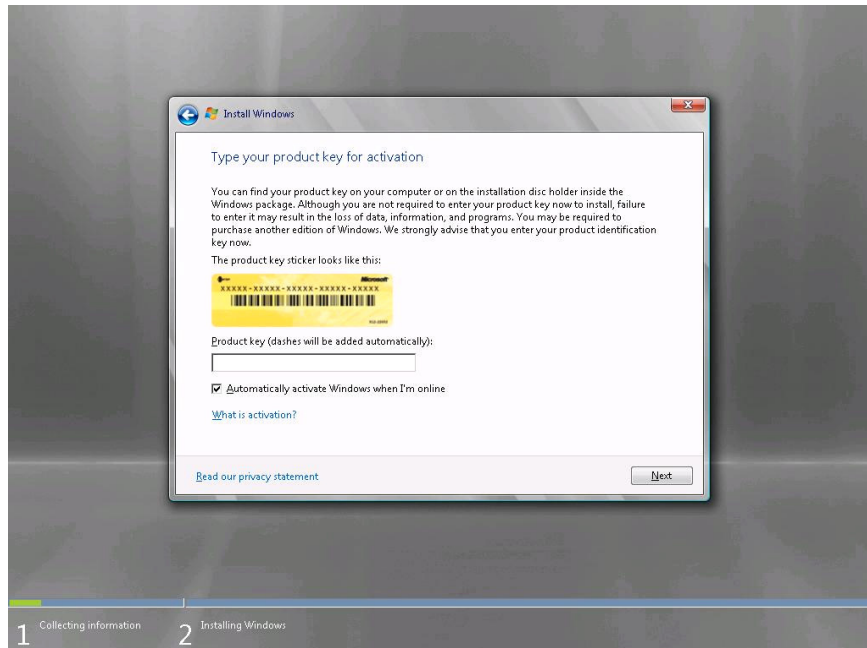 Install Windows
Type your product key for activation
You can find your product key on your computer or on the installation disc holder inside the
Windows package. Although you are not required to enter your product key now to install, failure
to enter it may result in the loss of data, information, and programs. You may be required to
purchase another edition of Windows. We strongly advise that you enter your product identification
key now.
The product key sticker looks like this:
Microsoft
XXXXX-XXXXX-XXXXX-XXXXX-XXXXX
Product key (dashes will be added automatically):
Automatically activate Windows when I'm online
What is activation?
Read our privacy statement
Next
1 Collecting information
2 Installing Windows